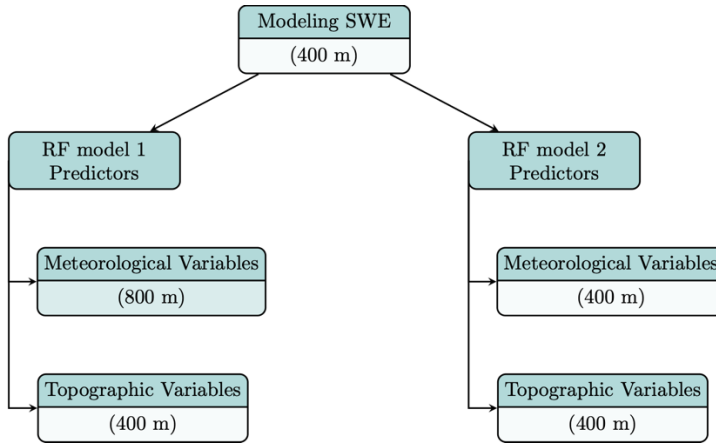 Modeling SWE
(400 m)
RF model 1
Predictors
RF model 2
Predictors
Meteorological Variables
(800 m)
Meteorological Variables
(400 m)
Topographic Variables
(400 m)
Topographic Variables
(400 m)